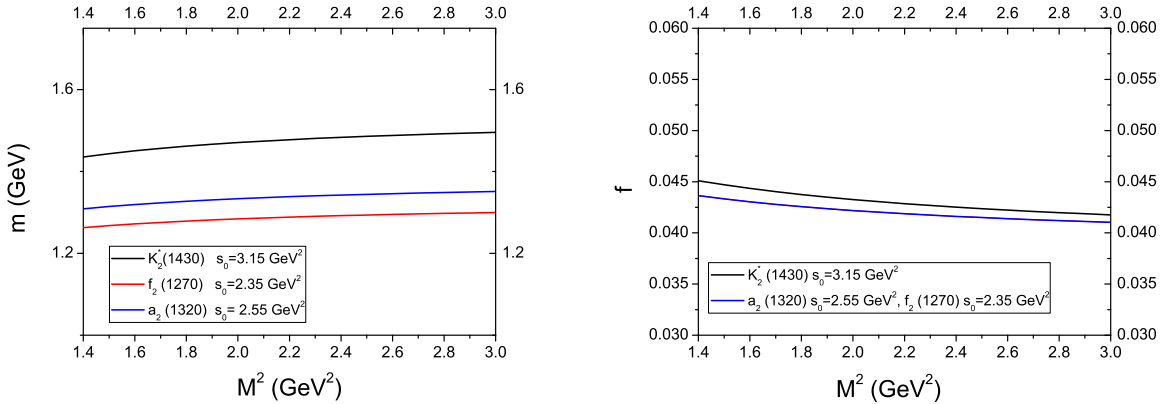 1.4 1.6 1.8 2.0 2.2 2.4 2.6 2.8 3.0
1.6 1.6
1.2 1.2
m (GeV)
K₂*(1430) s₀=3.15 GeV²
f₂ (1270) s₀=2.35 GeV²
a₂ (1320) s₀= 2.55 GeV²
1.4 1.6 1.8 2.0 2.2 2.4 2.6 2.8 3.0
M² (GeV²)
1.4 1.6 1.8 2.0 2.2 2.4 2.6 2.8 3.0
0.060 0.060
0.055 0.055
0.050 0.050
0.045 0.045
0.040 0.040
0.035 0.035
0.030 0.030
f
K₂* (1430) s₀=3.15 GeV²
a₂ (1320) s₀=2.55 GeV², f₂ (1270) s₀=2.35 GeV²
1.4 1.6 1.8 2.0 2.2 2.4 2.6 2.8 3.0
M² (GeV²)